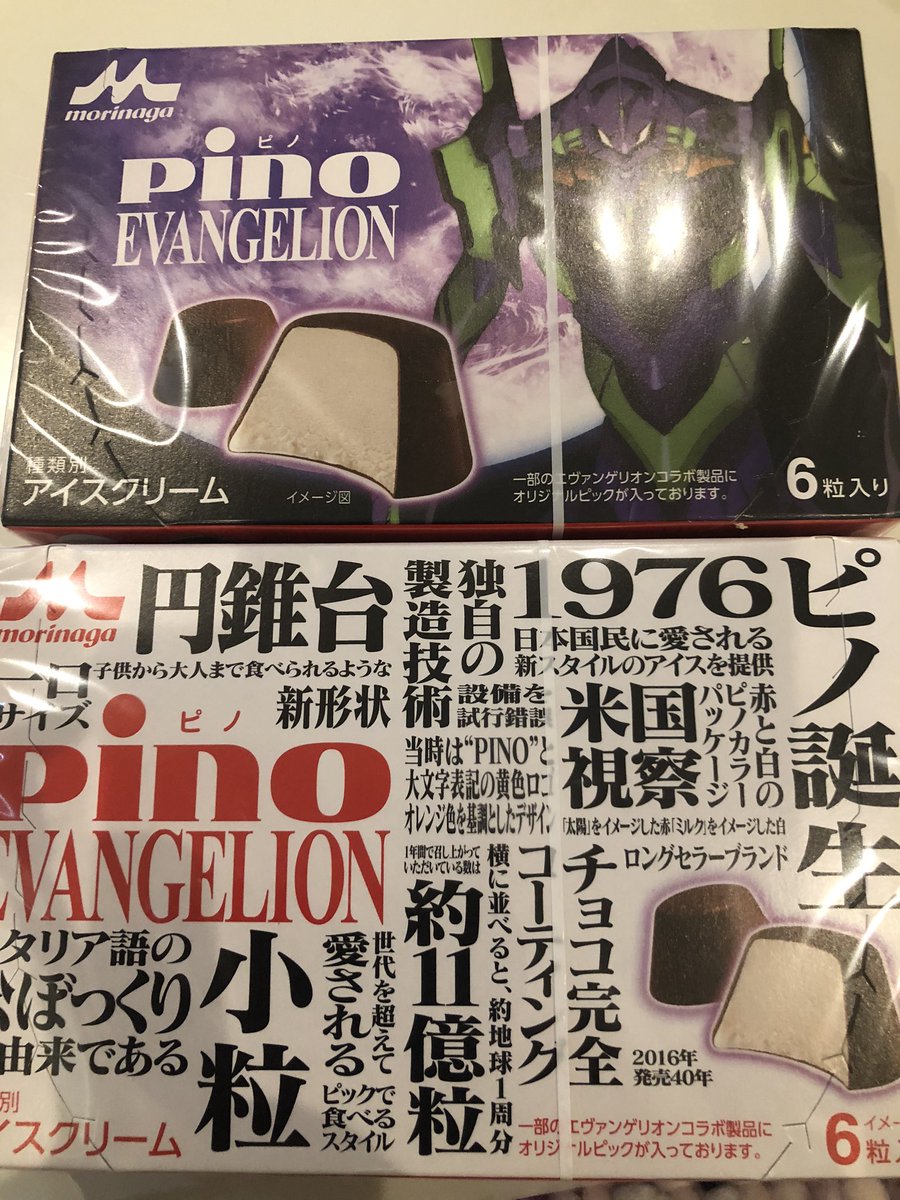 morinaga
ピノ
pino
EVANGELION
種類別
アイスクリーム
イメージ図
一部のエヴァンゲリオンコラボ製品に
オリジナルピックが入っております。
6粒入り
morinaga
円錐台
子供から大人まで食べられるような
新形状
一口
サイズ
ピノ
pino
EVANGELION
独自の
製造技術
設備を
試行錯誤
1976
日本国民に愛される
新スタイルのアイスを提供
ピノ誕生
米国
視察
赤と白の
ピノカラー
パッケージ
「太陽」をイメージした赤「ミルク」をイメージした白
当時は“PINO”と
大文字表記の黄色ロゴ
オレンジ色を基調としたデザイン
ロングセラーブランド
チョコ完全
コーティング
横に並べると、約地球1周分
1年間で召し上がって
いただいている数は
約11億粒
世代を超えて
愛される
ピックで
食べる
スタイル
小粒
タリア語の
ぼっくり
由来である
別
イスクリーム
2016年
発売40年
一部のエヴァンゲリオンコラボ製品に
オリジナルピックが入っております。
イメー
6粒入